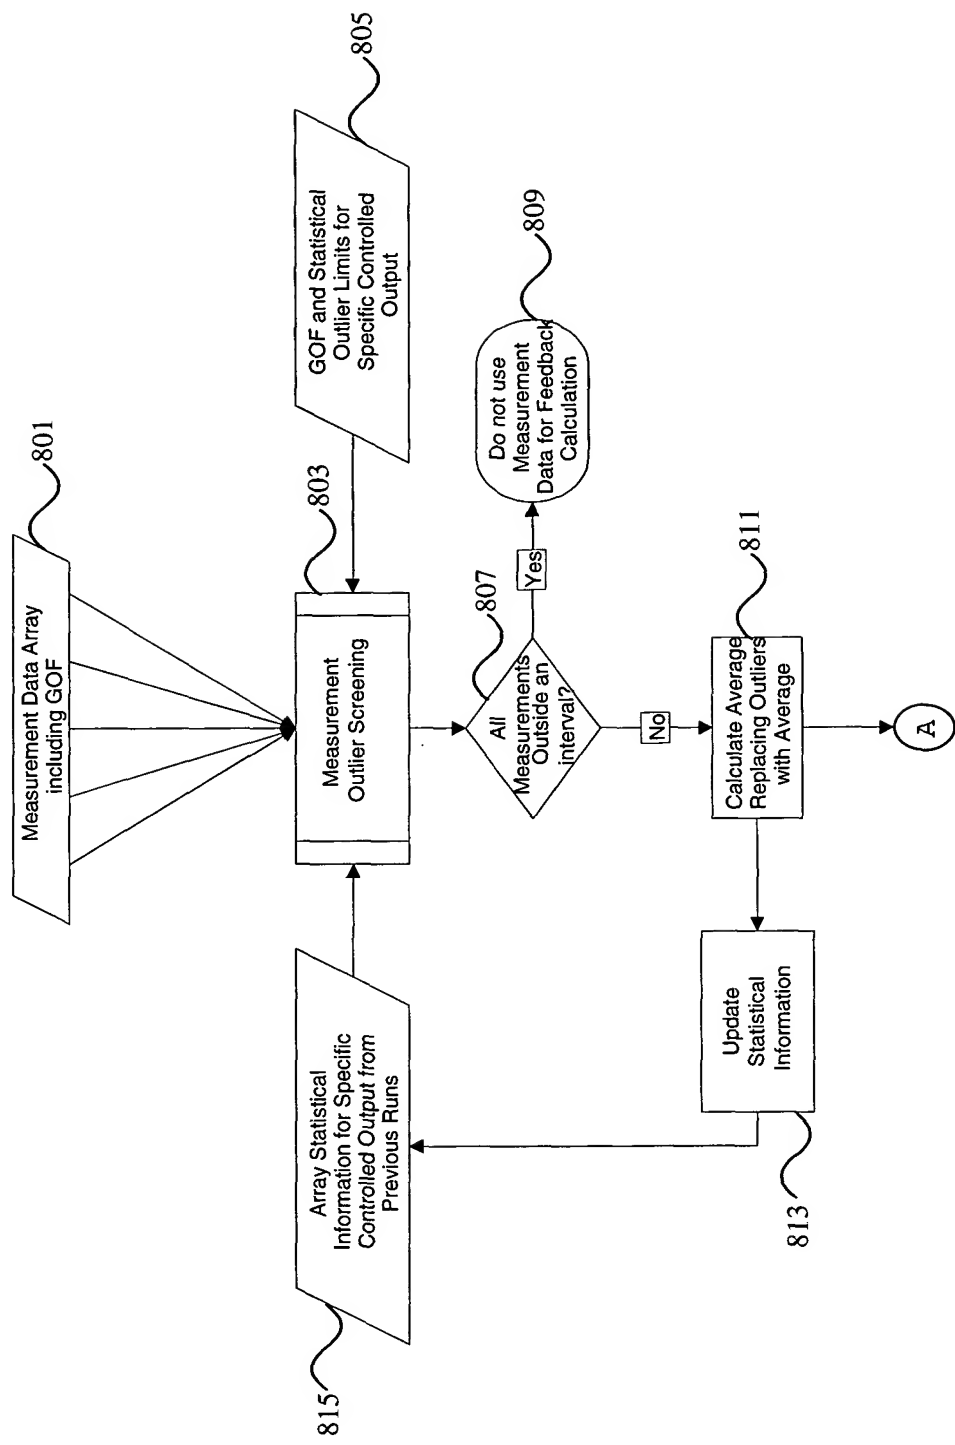 801
Measurement Data Array
including GOF
805
GOF and Statistical
Outlier Limits for
Specific Controlled
Output
803
Measurement
Outlier Screening
815
Array Statistical
Information for Specific
Controlled Output from
Previous Runs
807
All
Measurements
Outside an
interval?
Yes
809
Do not use
Measurement
Data for Feedback
Calculation
No
811
Calculate Average
Replacing Outliers
with Average
813
Update
Statistical
Information
A